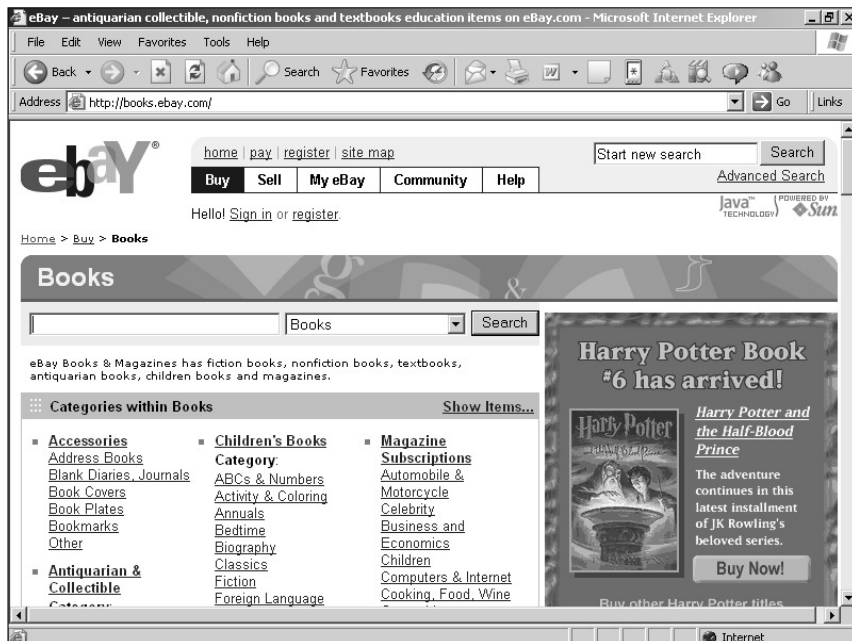 eBay – antiquarian collectible, nonfiction books and textbooks education items on eBay.com - Microsoft Internet Explorer
File Edit View Favorites Tools Help
Back Search Favorites
Address http://books.ebay.com/ Go Links
ebaY®
home | pay | register | site map
Start new search Search
Buy Sell My eBay Community Help
Advanced Search
Hello! Sign in or register.
Java™ TECHNOLOGY POWERED BY Sun
Home > Buy > Books
Books
Books Search
eBay Books & Magazines has fiction books, nonfiction books, textbooks,
antiquarian books, children books and magazines.
Categories within Books Show Items...
Accessories
Address Books
Blank Diaries, Journals
Book Covers
Book Plates
Bookmarks
Other
Antiquarian &
Collectible
Category:
Children's Books
Category:
ABCs & Numbers
Activity & Coloring
Annuals
Bedtime
Biography
Classics
Fiction
Foreign Language
Magazine
Subscriptions
Automobile &
Motorcycle
Celebrity
Business and
Economics
Children
Computers & Internet
Cooking, Food, Wine
Harry Potter Book
#6 has arrived!
Harry Potter
Harry Potter and
the Half-Blood
Prince
The adventure
continues in this
latest installment
of JK Rowling's
beloved series.
Buy Now!
Buy other Harry Potter titles
Internet